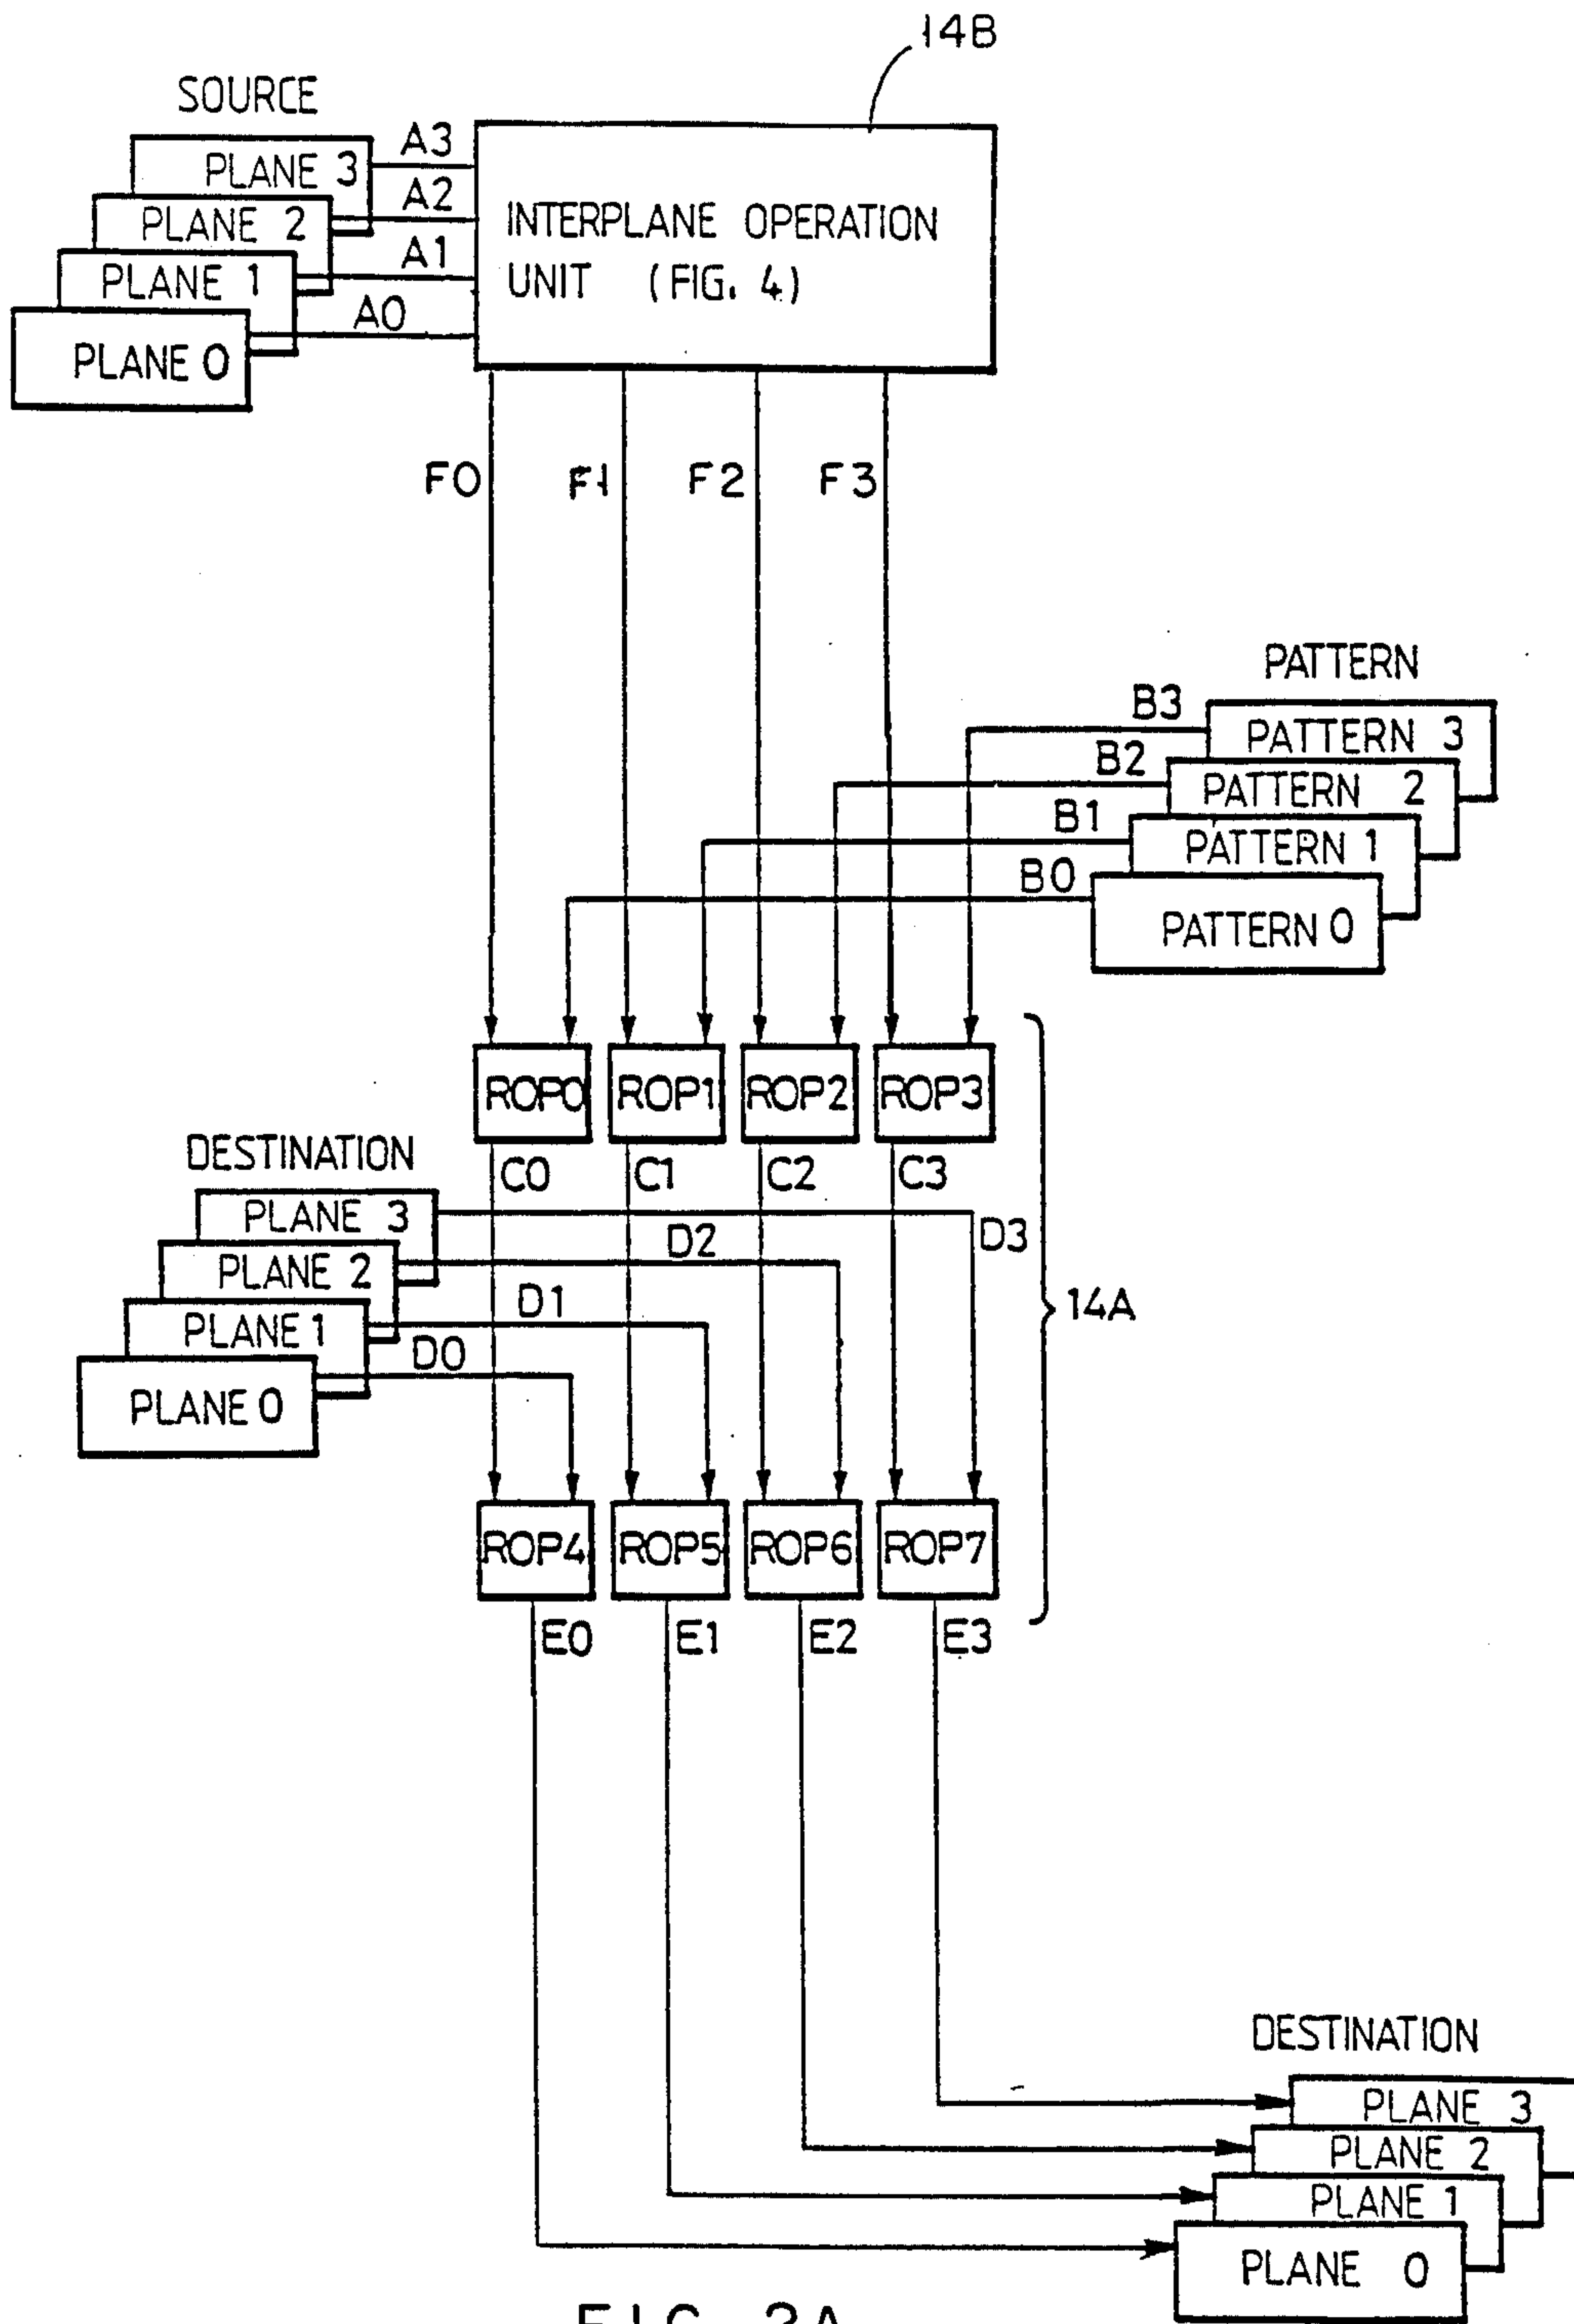 14B
SOURCE
PLANE 3
A3
PLANE 2
A2
PLANE 1
A1
PLANE 0
A0
INTERPLANE OPERATION
UNIT (FIG. 4)
F0
F1
F2
F3
PATTERN
B3
PATTERN 3
B2
PATTERN 2
B1
PATTERN 1
B0
PATTERN 0
ROP0
ROP1
ROP2
ROP3
DESTINATION
C0
C1
C2
C3
PLANE 3
D3
PLANE 2
D2
PLANE 1
D1
PLANE 0
D0
14A
ROP4
ROP5
ROP6
ROP7
E0
E1
E2
E3
DESTINATION
PLANE 3
PLANE 2
PLANE 1
PLANE 0